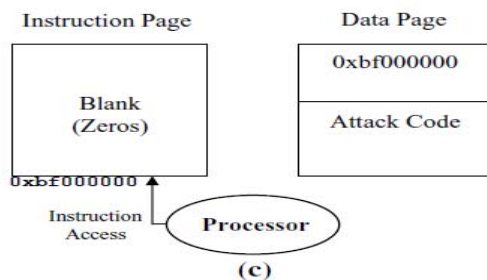 Instruction Page
Data Page
Blank
(Zeros)
0xbf000000
Attack Code
0xbf000000
Instruction
Access
Processor
(c)